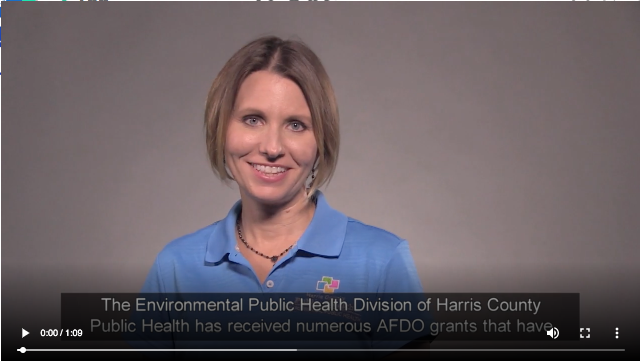 The Environmental Public Health Division of Harris County
Public Health has received numerous AFDO grants that have
0:00 / 1:09